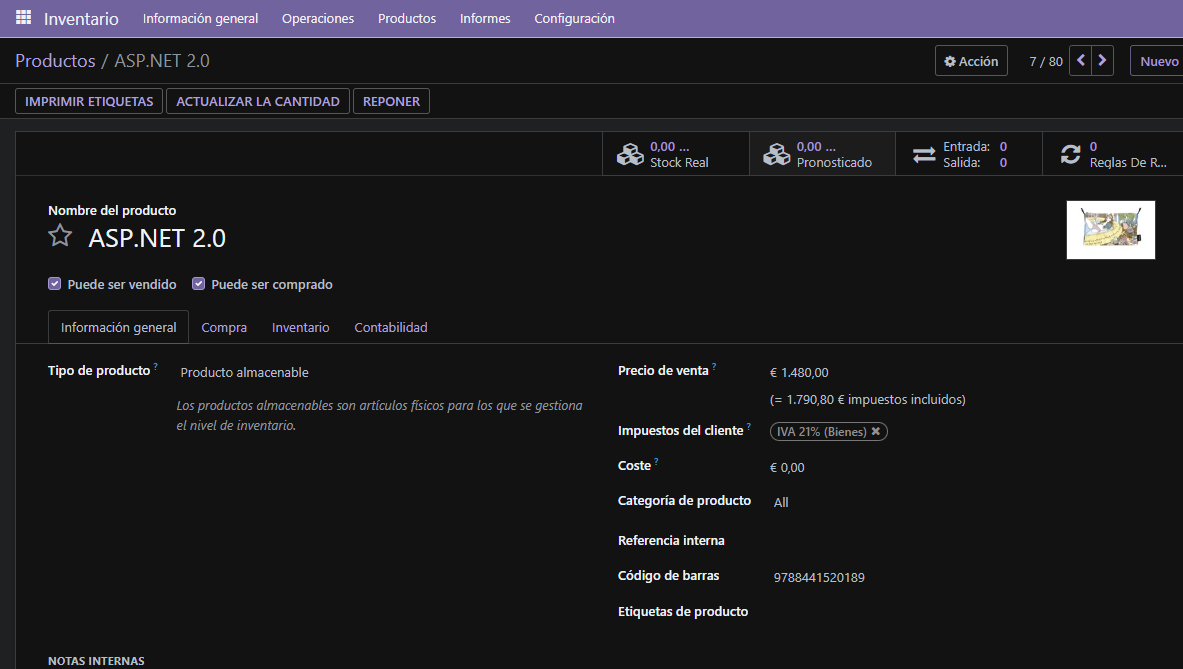 Inventario Información general Operaciones Productos Informes Configuración
Productos / ASP.NET 2.0
Acción 7 / 80 Nuevo
IMPRIMIR ETIQUETAS ACTUALIZAR LA CANTIDAD REPONER
0,00 ... Stock Real
0,00 ... Pronosticado
Entrada: 0
Salida: 0
0 Reglas De R...
Nombre del producto
ASP.NET 2.0
Puede ser vendido Puede ser comprado
Información general Compra Inventario Contabilidad
Tipo de producto ? Producto almacenable
Los productos almacenables son artículos físicos para los que se gestiona
el nivel de inventario.
Precio de venta ? € 1.480,00
(= 1.790,80 € impuestos incluidos)
Impuestos del cliente ? IVA 21% (Bienes) ✖
Coste ? € 0,00
Categoría de producto All
Referencia interna
Código de barras 9788441520189
Etiquetas de producto
NOTAS INTERNAS